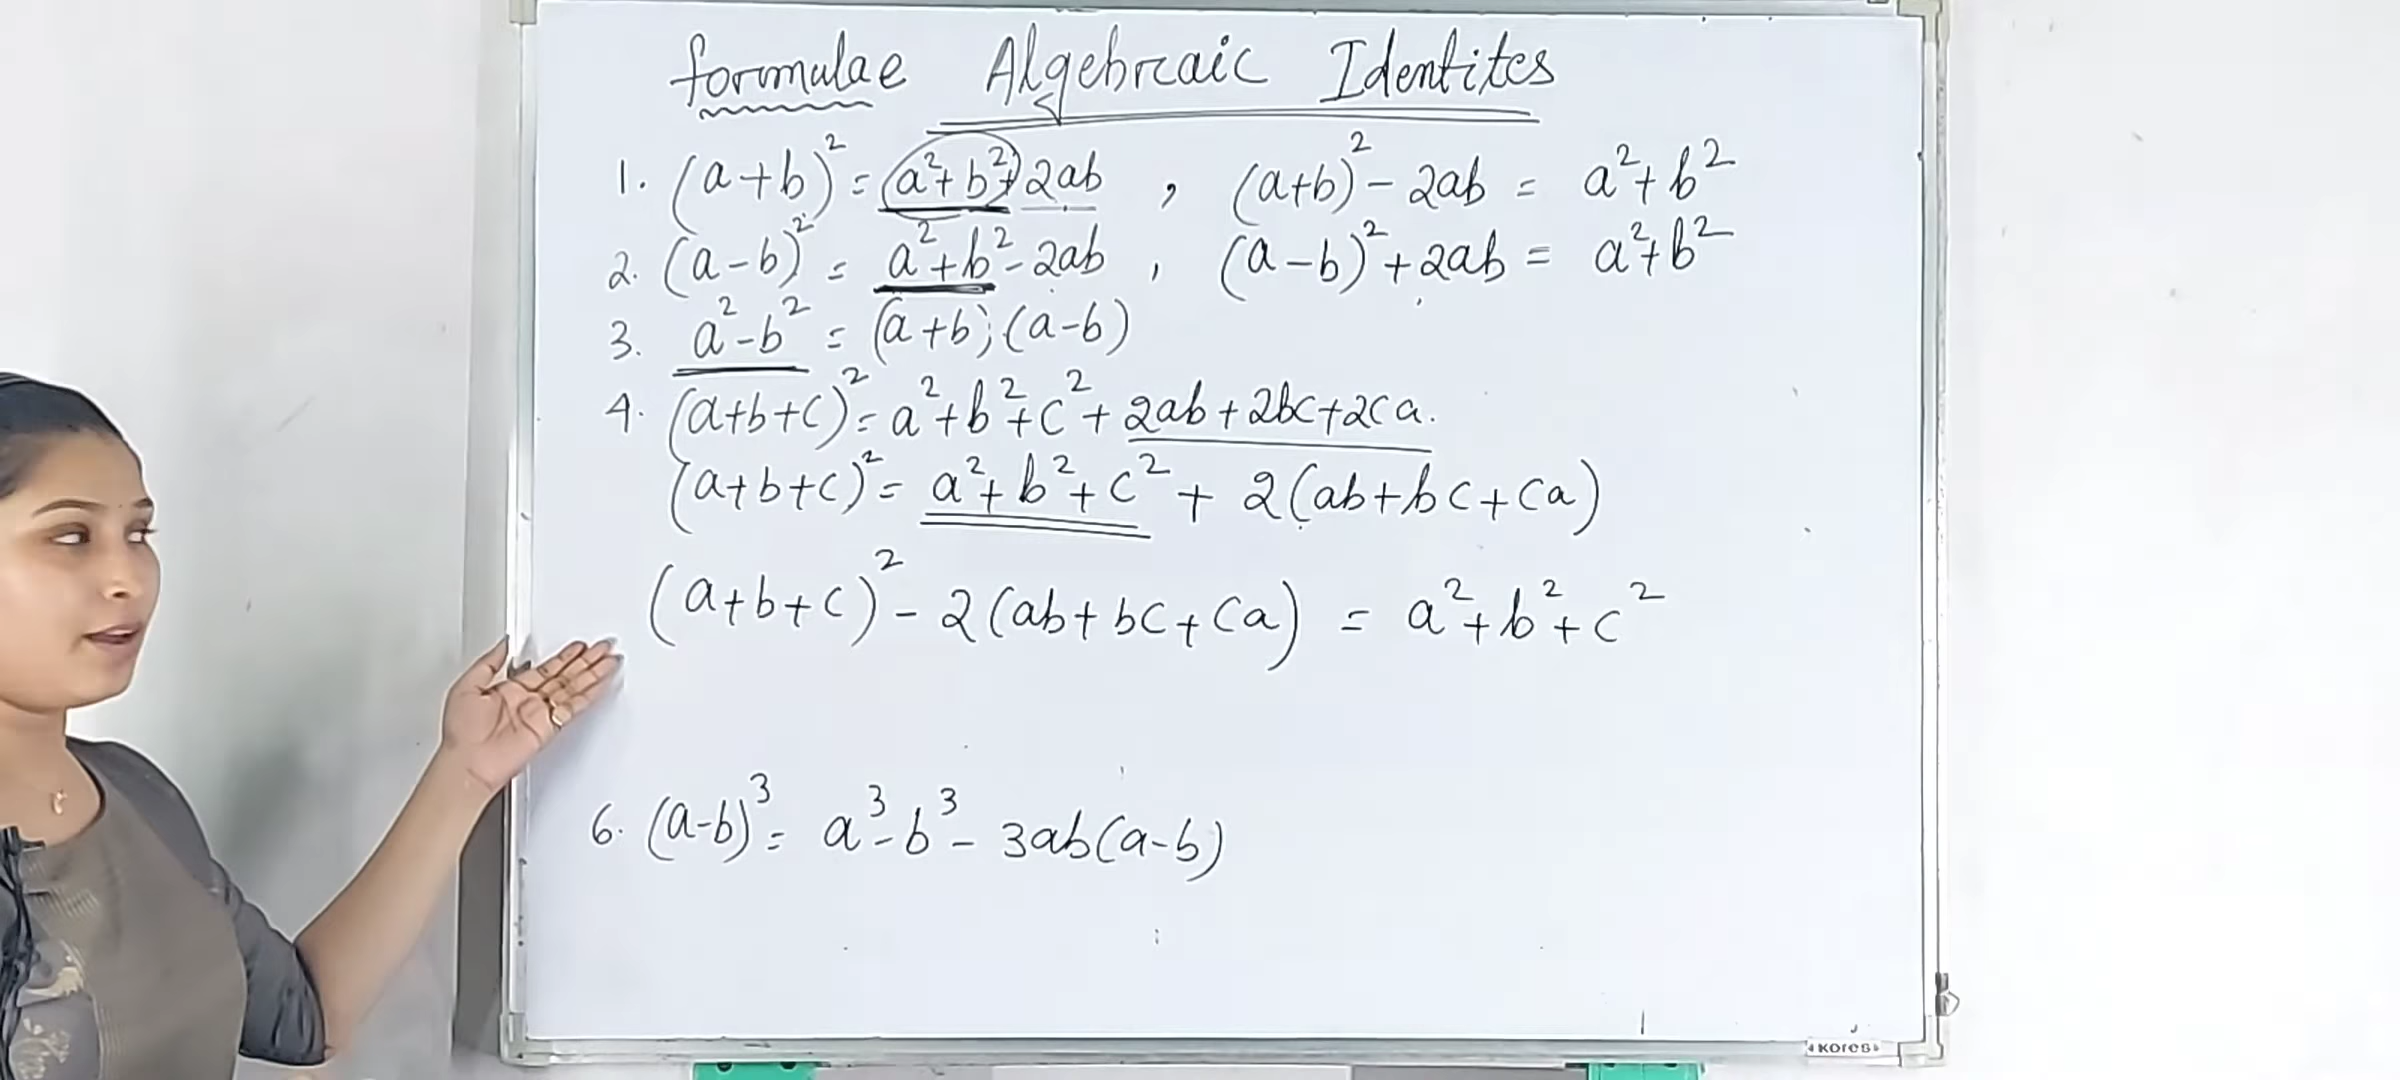 formulae Algebraic Identites
1. (a+b)² = a²+b²+2ab , (a+b)² - 2ab = a²+b²
2. (a-b)² = a²+b²-2ab , (a-b)²+2ab = a²+b²
3. a²-b² = (a+b) (a-b)
4. (a+b+c)² = a²+b²+c²+2ab+2bc+2ca.
(a+b+c)² = a²+b²+c² + 2(ab+bc+ca)
(a+b+c)² - 2(ab+bc+ca) = a²+b²+c²
6. (a-b)³ = a³-b³-3ab(a-b)
Kores